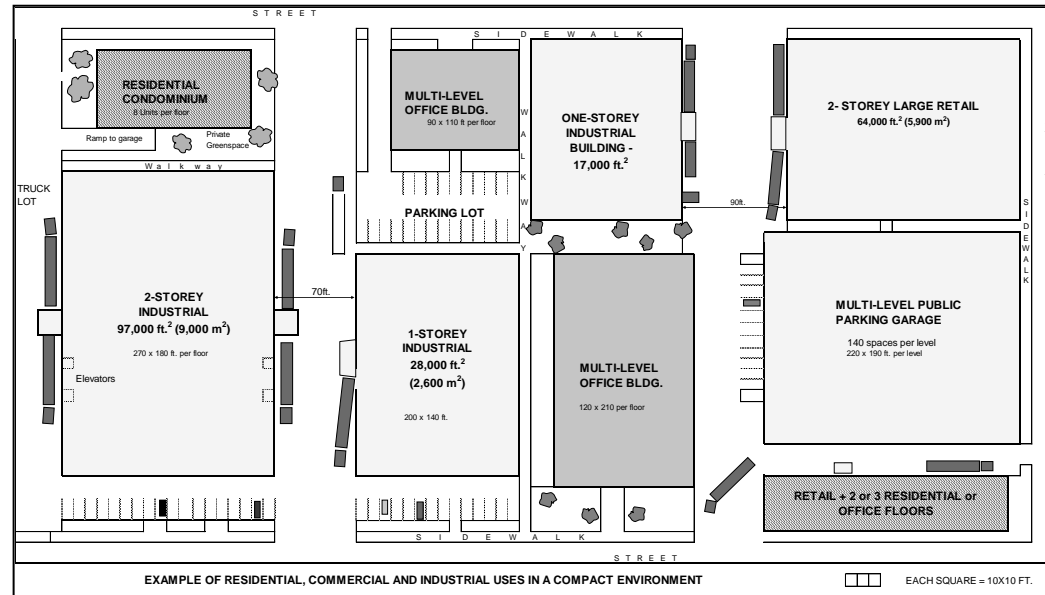 STREET
SIDEWALK
RESIDENTIAL
CONDOMINIUM
8 Units per floor
Ramp to garage
Private
Greenspace
Walk way
MULTI-LEVEL
OFFICE BLDG.
90 x 110 ft per floor
WALKWAY
ONE-STOREY
INDUSTRIAL
BUILDING -
17,000 ft.²
2- STOREY LARGE RETAIL
64,000 ft.² (5,900 m²)
TRUCK
LOT
PARKING LOT
90ft.
SIDEWALK
70ft.
2-STOREY
INDUSTRIAL
97,000 ft.² (9,000 m²)
270 x 180 ft. per floor
Elevators
1-STOREY
INDUSTRIAL
28,000 ft.²
(2,600 m²)
200 x 140 ft.
MULTI-LEVEL
OFFICE BLDG.
120 x 210 per floor
MULTI-LEVEL PUBLIC
PARKING GARAGE
140 spaces per level
220 x 190 ft. per level
RETAIL + 2 or 3 RESIDENTIAL or
OFFICE FLOORS
SIDEWALK
STREET
EXAMPLE OF RESIDENTIAL, COMMERCIAL AND INDUSTRIAL USES IN A COMPACT ENVIRONMENT
EACH SQUARE = 10X10 FT.